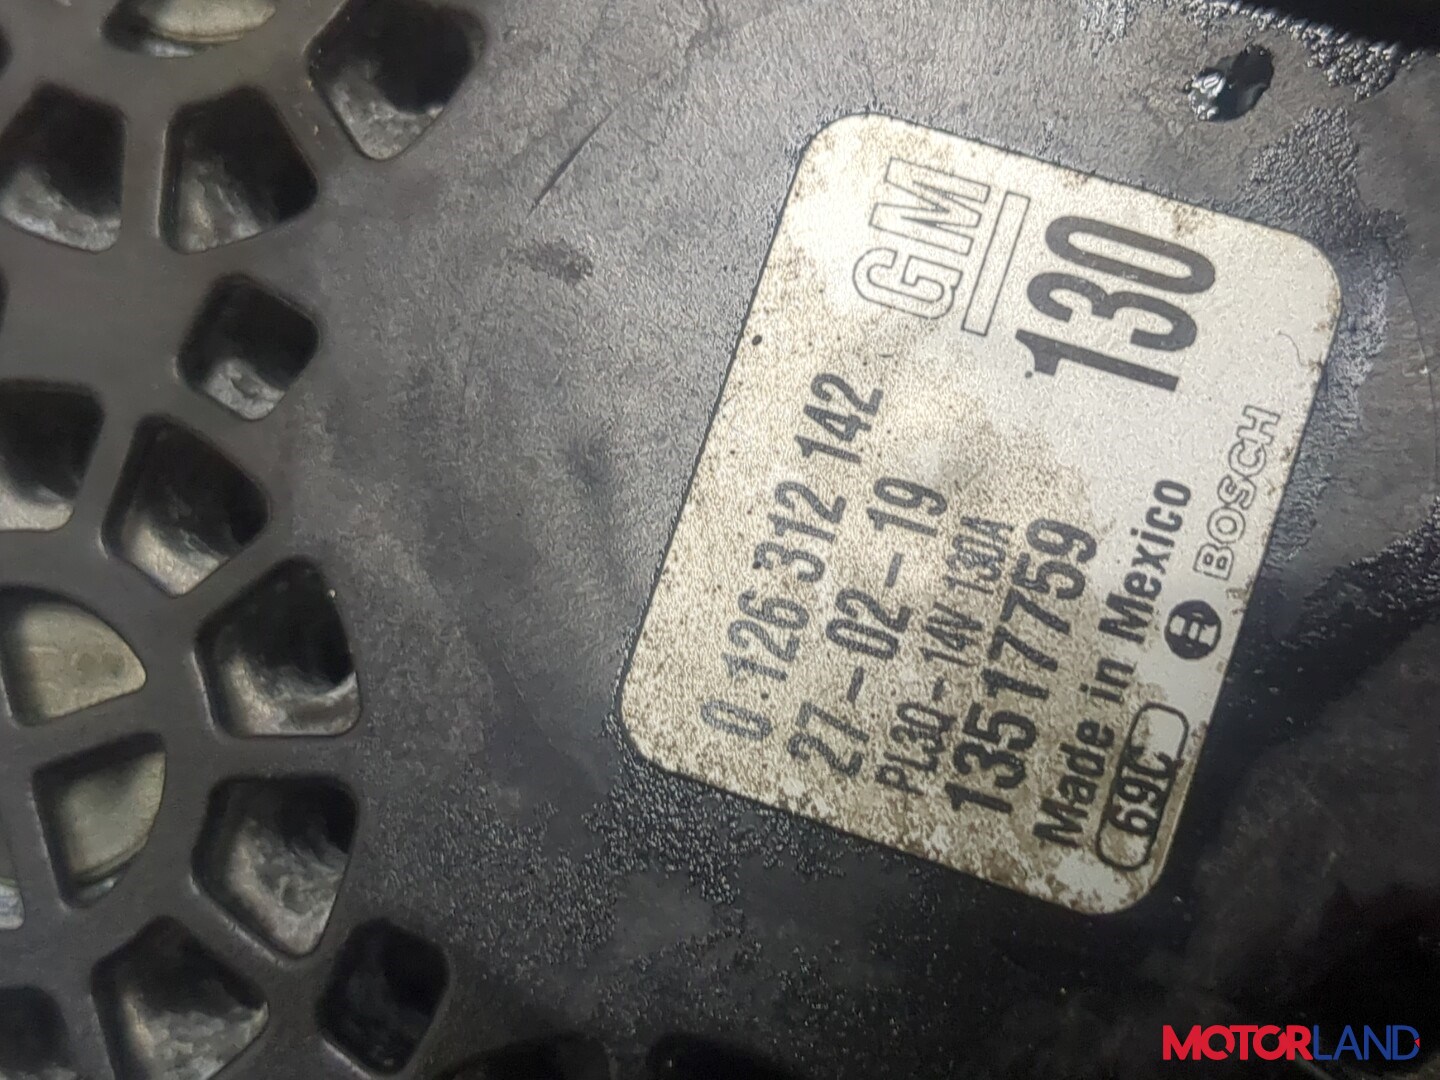 GM
130
0 126 312 142
27-02-19
PL3Q-14V 130A
13517759
Made in Mexico
BOSCH
69C
MOTORLAND